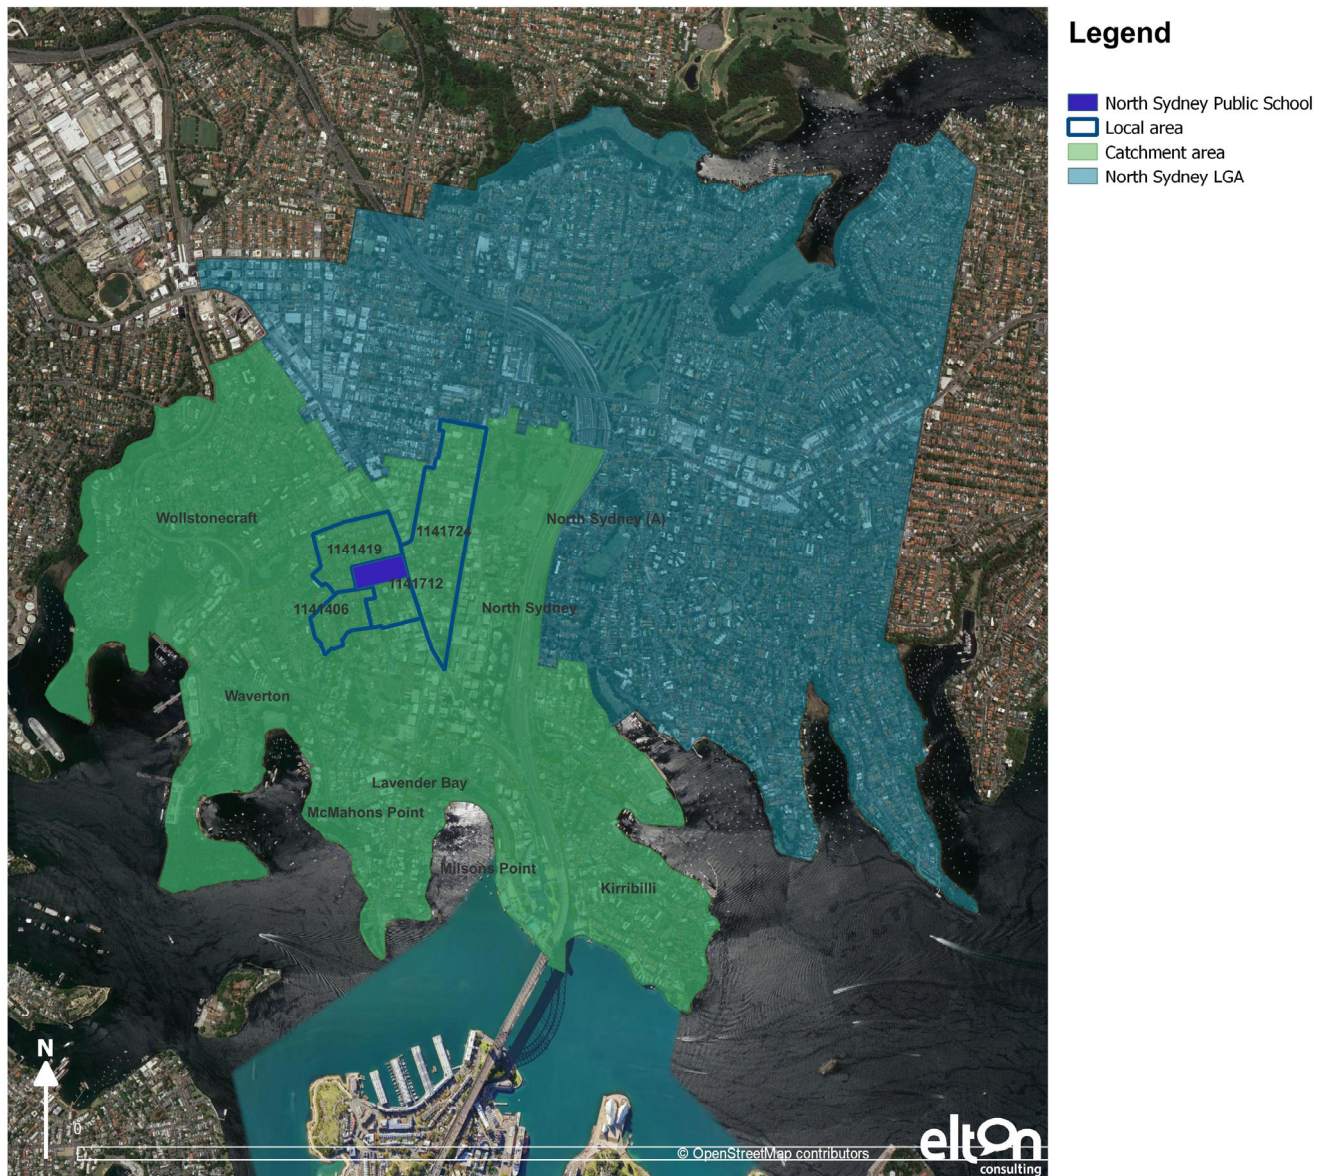 Legend
North Sydney Public School
Local area
Catchment area
North Sydney LGA
Wollstonecraft
North Sydney (A)
1141724
1141419
1141712
1141406
North Sydney
Waverton
Lavender Bay
McMahons Point
Milsons Point
Kirribilli
N
0
© OpenStreetMap contributors
elton
consulting